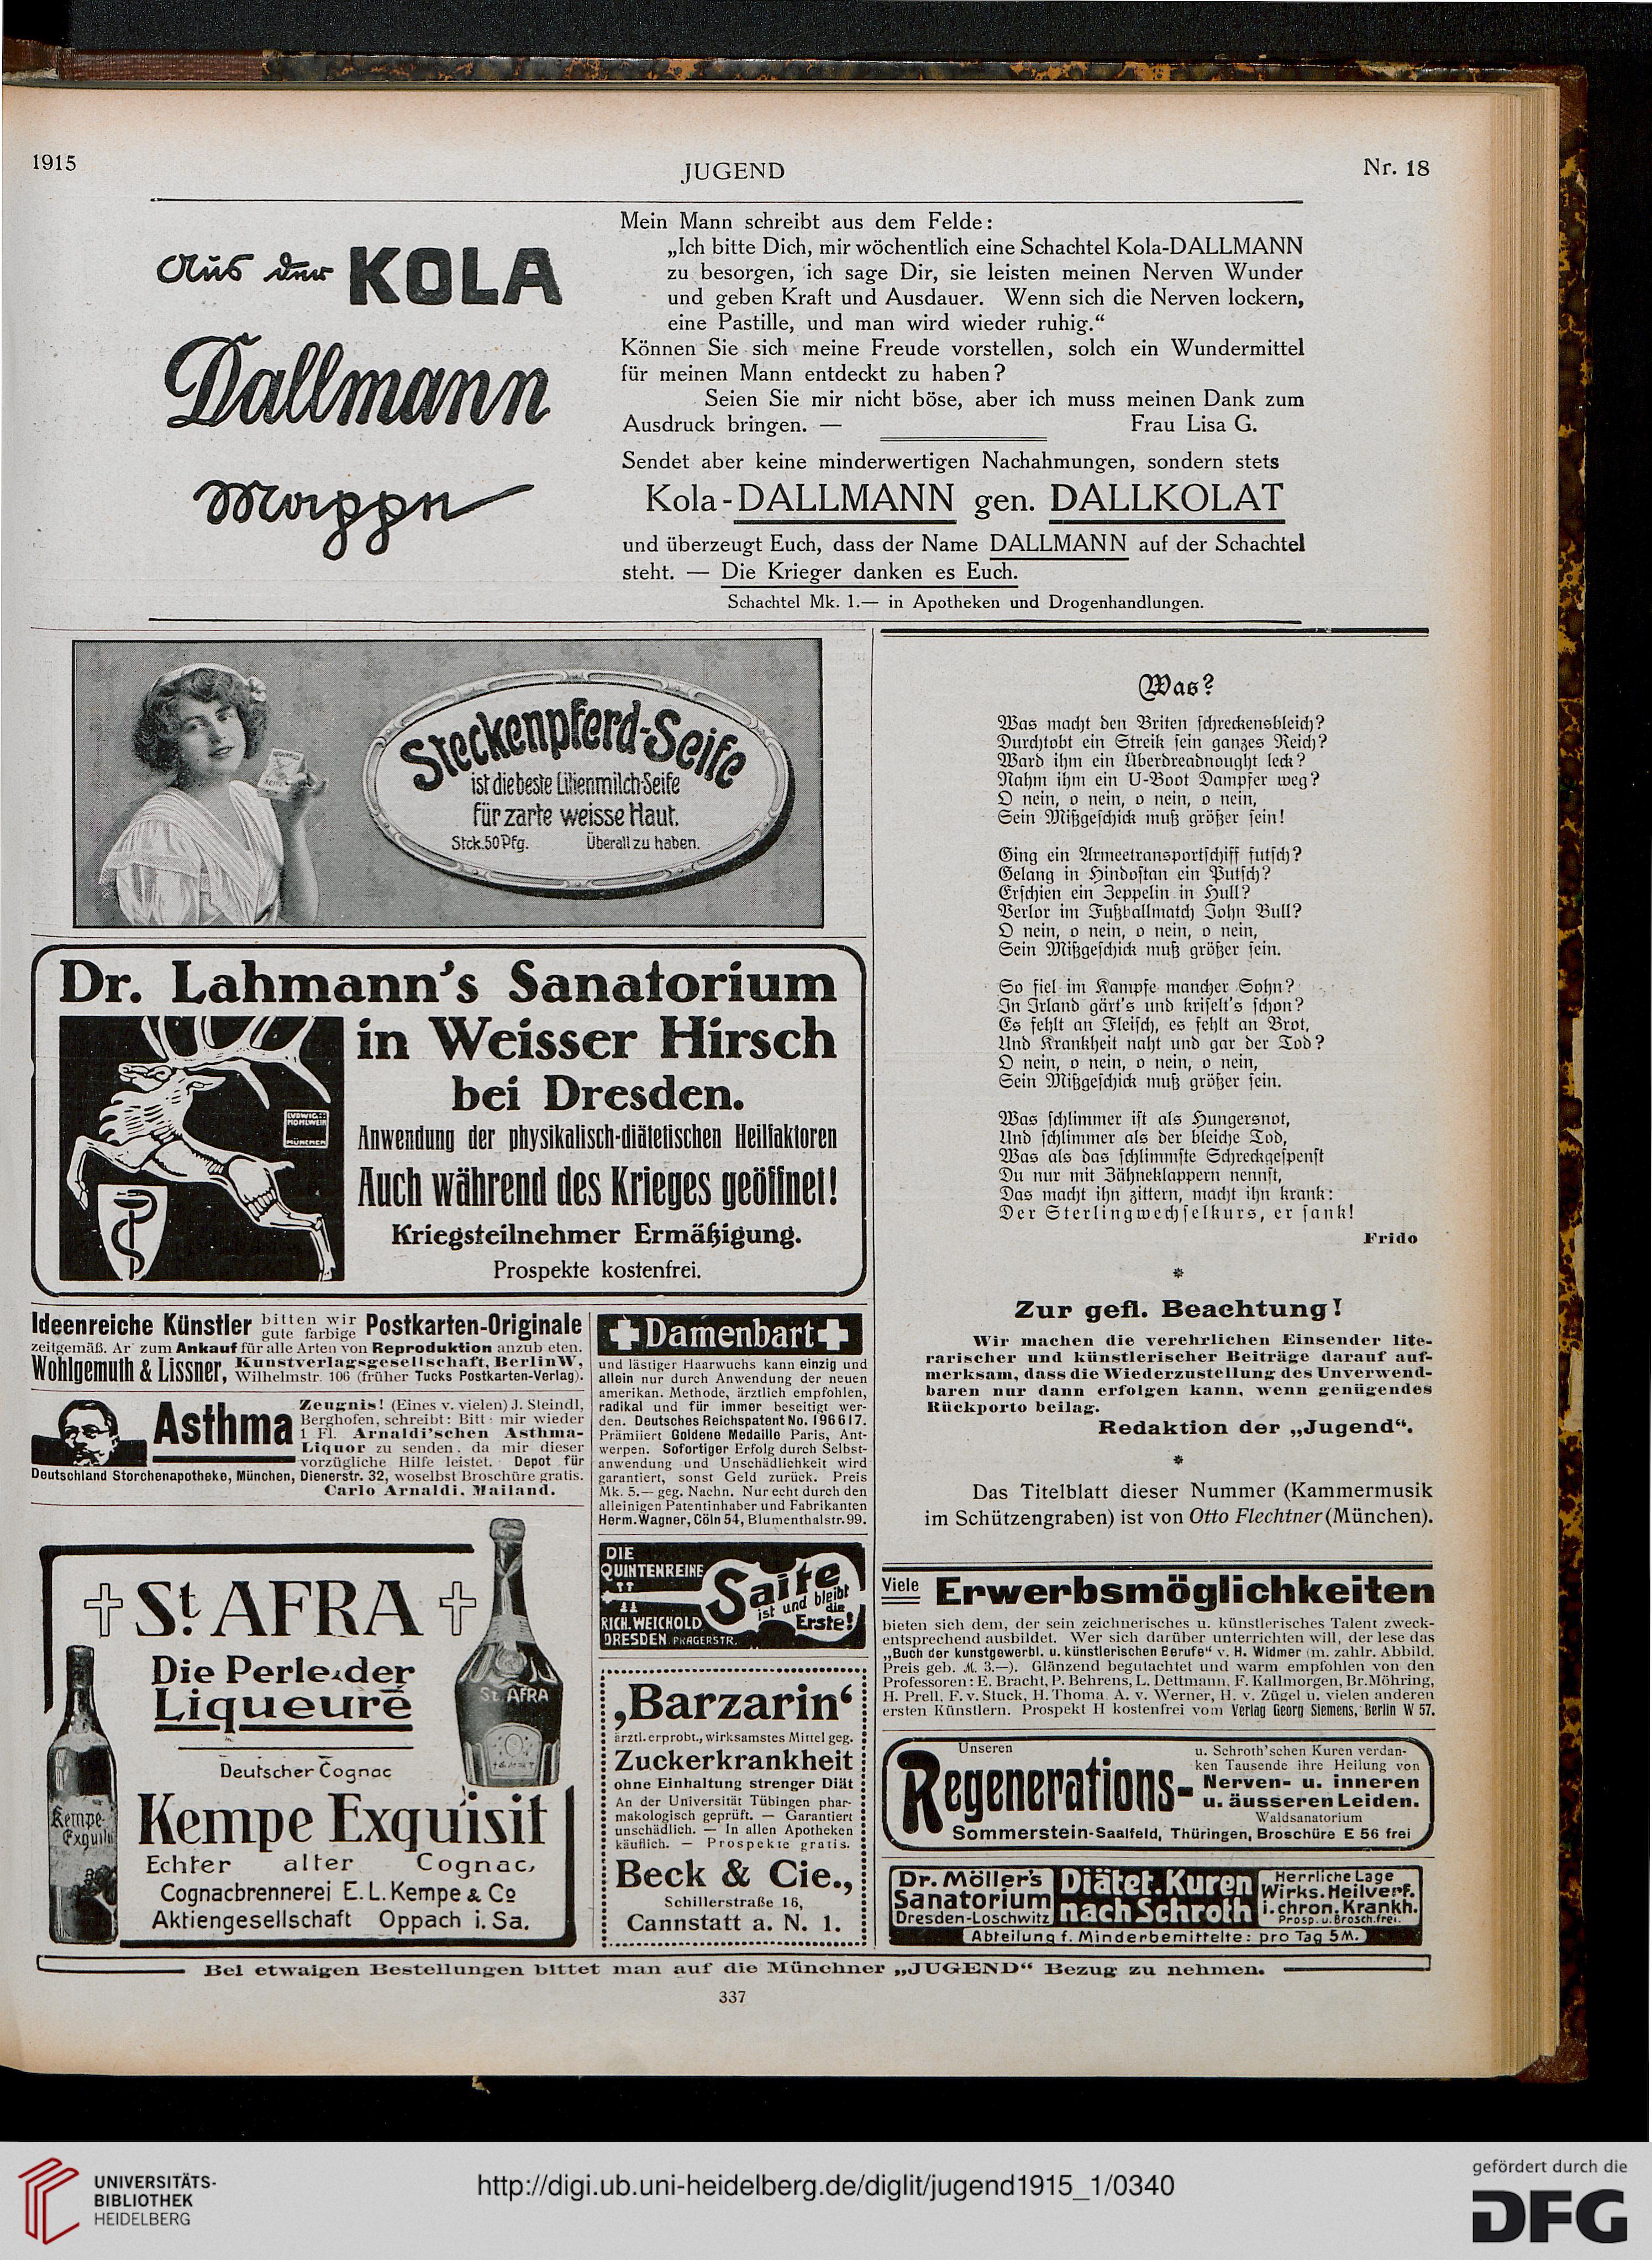 1915
JUGEND
Nr. 18
Aus der KOLA
Dallmann
Mappe
Mein Mann schreibt aus dem Felde:
„Ich bitte Dich, mir wöchentlich eine Schachtel Kola-DALLMANN
zu besorgen, ich sage Dir, sie leisten meinen Nerven Wunder
und geben Kraft und Ausdauer. Wenn sich die Nerven lockern,
eine Pastille, und man wird wieder ruhig.“
Können Sie sich meine Freude vorstellen, solch ein Wundermittel
für meinen Mann entdeckt zu haben?
Seien Sie mir nicht böse, aber ich muss meinen Dank zum
Ausdruck bringen. — Frau Lisa G.
Sendet aber keine minderwertigen Nachahmungen, sondern stets
Kola-DALLMANN gen. DALLKOLAT
und überzeugt Euch, dass der Name DALLMANN auf der Schachtel
steht. — Die Krieger danken es Euch.
Schachtel Mk. 1.— in Apotheken und Drogenhandlungen.
Steckenpferd-Seife
ist die beste Lilienmilch-Seife
für zarte weisse Haut.
Stck. 50 Pfg. Überall zu haben.
Dr. Lahmann's Sanatorium
in Weisser Hirsch
bei Dresden.
LUDWIG
HOHLWEIN
MÜNCHEN
Anwendung der physikalisch-diätetischen Heilfaktoren
Auch während des Krieges geöffnet!
Kriegsteilnehmer Ermäßigung.
Prospekte kostenfrei.
Ideenreiche Künstler bitten wir gute farbige Postkarten-Originale
zeitgemäß. Ar zum Ankauf für alle Arten von Reproduktion anzub eten.
Wohlgemuth & Lissner, Kunstverlagsgesellschaft, Berlin W,
Wilhelmstr. 106 (früher Tucks Postkarten-Verlag).
Asthma
Zeugnis! (Eines v. vielen) J. Steindl,
Berghofen, schreibt: Bitt mir wieder
1 Fl. Arnaldi'schen Asthma-
Liquor zu senden, da mir dieser
vorzügliche Hilfe leistet. Depot für
Deutschland Storchenapotheke, München, Dienerstr. 32, woselbst Broschüre gratis.
Carlo Arnaldi, Mailand.
Damenbart
und lästiger Haarwuchs kann einzig und
allein nur durch Anwendung der neuen
amerikan. Methode, ärztlich empfohlen,
radikal und für immer beseitigt wer-
den. Deutsches Reichspatent No. 196617.
Prämiiert Goldene Medaille Paris, Ant-
werpen. Sofortiger Erfolg durch Selbst-
anwendung und Unschädlichkeit wird
garantiert, sonst Geld zurück. Preis
Mk. 5.— geg. Nachn. Nur echt durch den
alleinigen Patentinhaber und Fabrikanten
Herm. Wagner, Cöln 54, Blumenthalstr. 99.
† St. AFRA †
Die Perle der
Liqueure
St. AFRA
Deutscher Cognac
Kempe-
Exquisit
Kempe Exquisit
Echter alter Cognac,
Cognacbrennerei E. L. Kempe & Co
Aktiengesellschaft Oppach i. Sa.
DIE
QUINTENREINE
Saite
ist und bleibt
die
Erste!
RICH. WEICHOLD
DRESDEN PRAGERSTR.
‚Barzarin‘
ärztl. erprobt., wirksamstes Mittel geg.
Zuckerkrankheit
ohne Einhaltung strenger Diät
An der Universität Tübingen phar-
makologisch geprüft. — Garantiert
unschädlich. — In allen Apotheken
käuflich. — Prospekte gratis.
Beck & Cie.,
Schillerstraße 16,
Cannstatt a. N. 1.
Was?
Was macht den Briten schreckensbleich?
Durchtobt ein Streik sein ganzes Reich?
Ward ihm ein Überdreadnought leck?
Nahm ihm ein U-Boot Dampfer weg?
O nein, o nein, o nein, o nein,
Sein Mißgeschick muß größer sein!
Ging ein Armeetransportschiff futsch?
Gelang in Hindostan ein Putsch?
Erschien ein Zeppelin in Hull?
Verlor im Fußballmatch John Bull?
O nein, o nein, o nein, o nein,
Sein Mißgeschick muß größer sein.
So fiel im Kampfe mancher Sohn?
In Irland gärt's und kriselt's schon?
Es fehlt an Fleisch, es fehlt an Brot,
Und Krankheit naht und gar der Tod?
O nein, o nein, o nein, o nein,
Sein Mißgeschick muß größer sein.
Was schlimmer ist als Hungersnot,
Und schlimmer als der bleiche Tod,
Was als das schlimmste Schreckgespenst
Du nur mit Zähneklappern nennst,
Das macht ihn zittern, macht ihn krank:
Der Sterlingwechselkurs, er sank!
Frido
Zur gefl. Beachtung!
Wir machen die verehrlichen Einsender lite-
rarischer und künstlerischer Beiträge darauf auf-
merksam, dass die Wiederzustellung des Unverwend-
baren nur dann erfolgen kann, wenn genügendes
Rückporto beilag.
Redaktion der „Jugend“.
Das Titelblatt dieser Nummer (Kammermusik
im Schützengraben) ist von Otto Flechtner (München).
Viele Erwerbsmöglichkeiten
bieten sich dem, der sein zeichnerisches u. künstlerisches Talent zweck-
entsprechend ausbildet. Wer sich darüber unterrichten will, der lese das
„Buch der kunstgewerbl. u. künstlerischen Berufe“ v. H. Widmer (m. zahlr. Abbild.
Preis geb. M. 3.—). Glänzend begutachtet und warm empfohlen von den
Professoren: E. Bracht, P. Behrens, L. Dettmann, F. Kallmorgen, Br. Möhring,
H. Prell, F. v. Stuck, H. Thoma, A. v. Werner, H. v. Zügel u. vielen anderen
ersten Künstlern. Prospekt H kostenfrei vom Verlag Georg Siemens, Berlin W 57.
Unseren
Regenerations-
u. Schroth'schen Kuren verdan-
ken Tausende ihre Heilung von
Nerven- u. inneren
u. äusseren Leiden.
Waldsanatorium
Sommerstein-Saalfeld, Thüringen, Broschüre E 56 frei
Dr. Möller's
Sanatorium
Dresden-Loschwitz
Diätet. Kuren
nach Schroth
Herrliche Lage
Wirks. Heilverf.
i. chron. Krankh.
Prosp. u. Brosch. frei.
Abteilung f. Minderbemittelte: pro Tag 5 M.
Bei etwaigen Bestellungen bittet man auf die Münchner „JUGEND“ Bezug zu nehmen.
337
UNIVERSITÄTS-
BIBLIOTHEK
HEIDELBERG
http://digi.ub.uni-heidelberg.de/diglit/jugend1915_1/0340
gefördert durch die
DFG